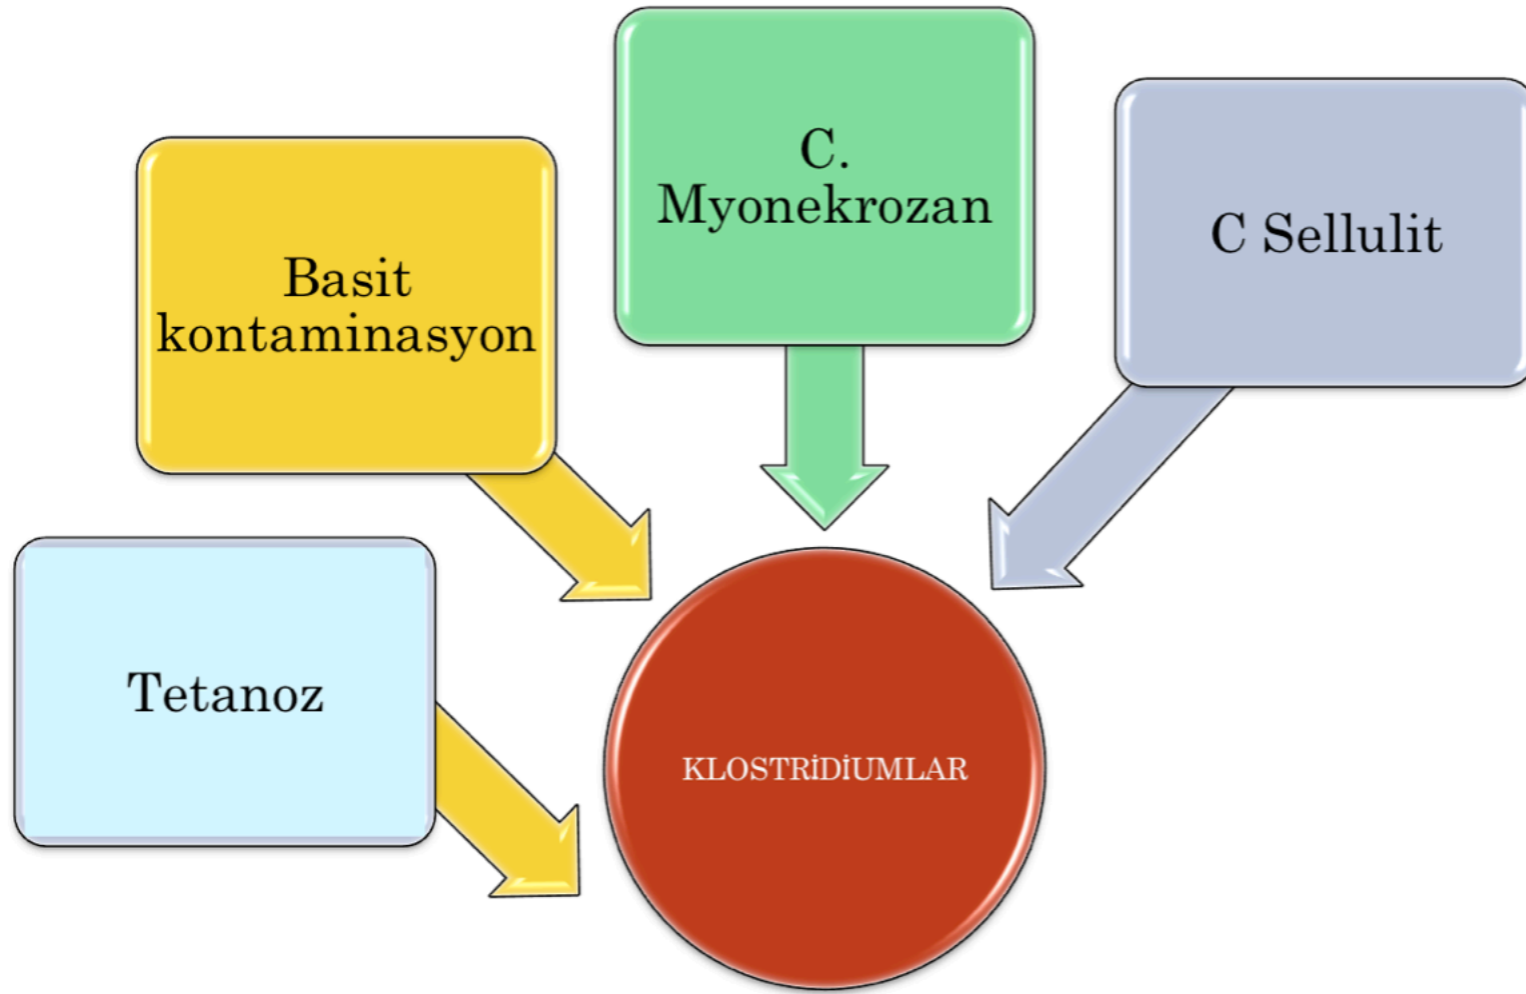 C.
Myonekrozan
C Sellulit
Basit
kontaminasyon
Tetanoz
KLOSTRİDİUMLAR